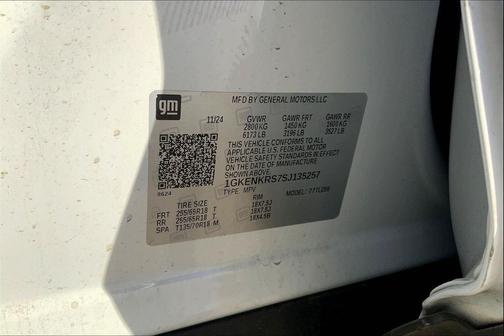 gm
MFD BY GENERAL MOTORS LLC
11/24 GVWR GAWR FRT GAWR RR
2800 KG 1450 KG 1600 KG
6173 LB 3196 LB 3527 LB
THIS VEHICLE CONFORMS TO ALL
APPLICABLE U.S. FEDERAL MOTOR
VEHICLE SAFETY STANDARDS IN EFFECT
ON THE DATE OF MANUFACTURE
SHOWN ABOVE.
1GKENKRS7SJ135257
8624 TYPE: MPV MODEL:
TIRE SIZE RIM
FRT 255/65R18 T 18X7.5J
RR 255/65R18 T 18X7.5J
SPA T135/70R18 M 18X4.5B